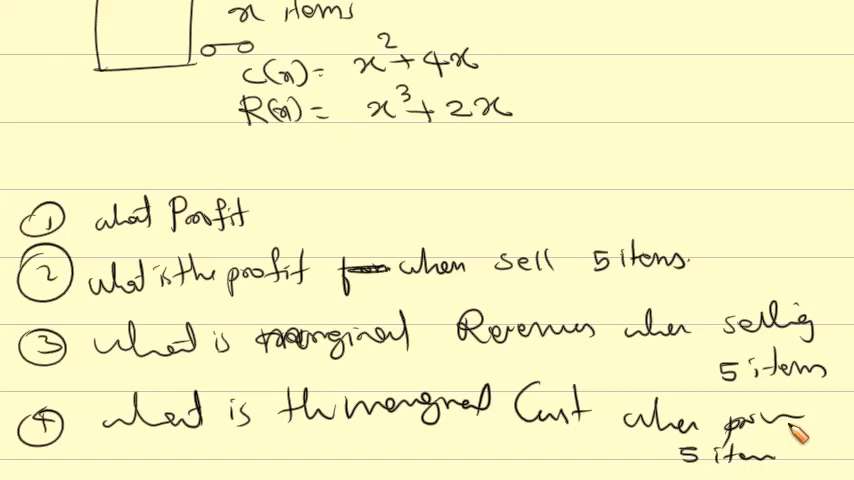 x items
C(x) = x² + 4x
R(x) = x³ + 2x
① what Profit
② what is the profit when sell 5 items.
③ what is marginal Revenues when selling
5 items
④ what is the marginal Cost when
5 item